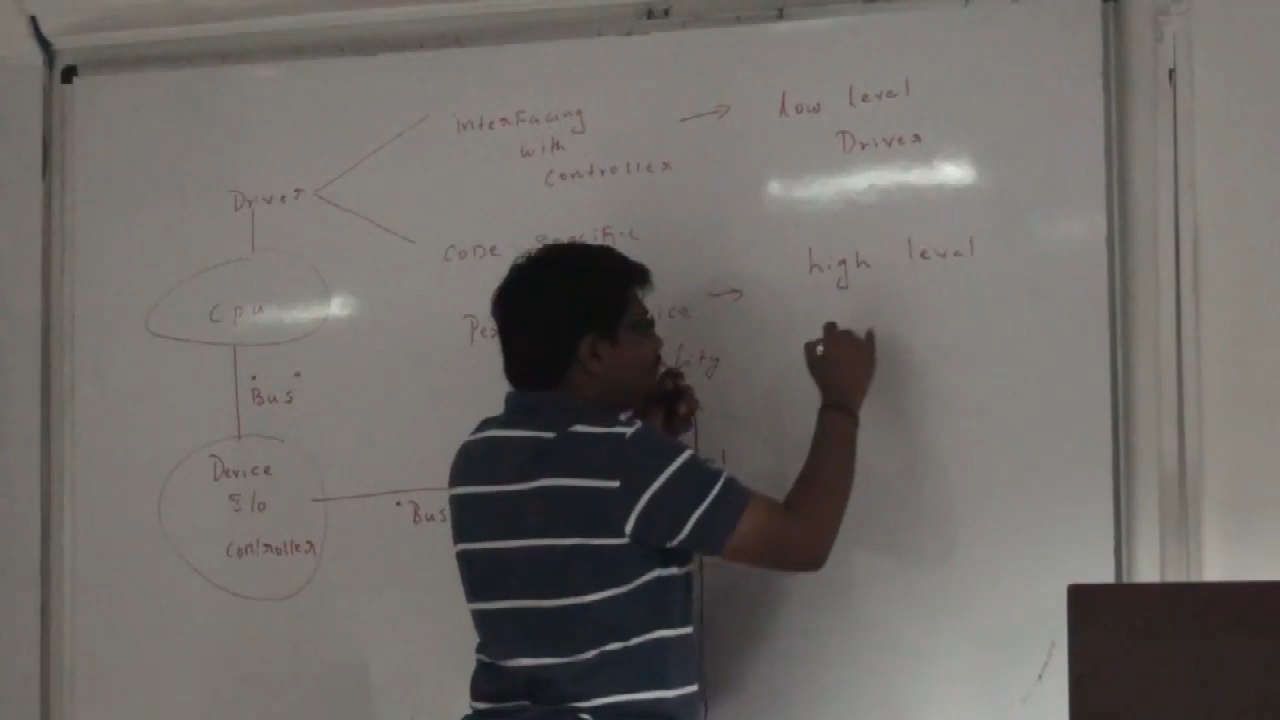 interFacing
with
controller
→ low level
Driver
Driver
CODE Specific
→ high level
Cpu
"Bus"
Device
I/o
controller
"Bus